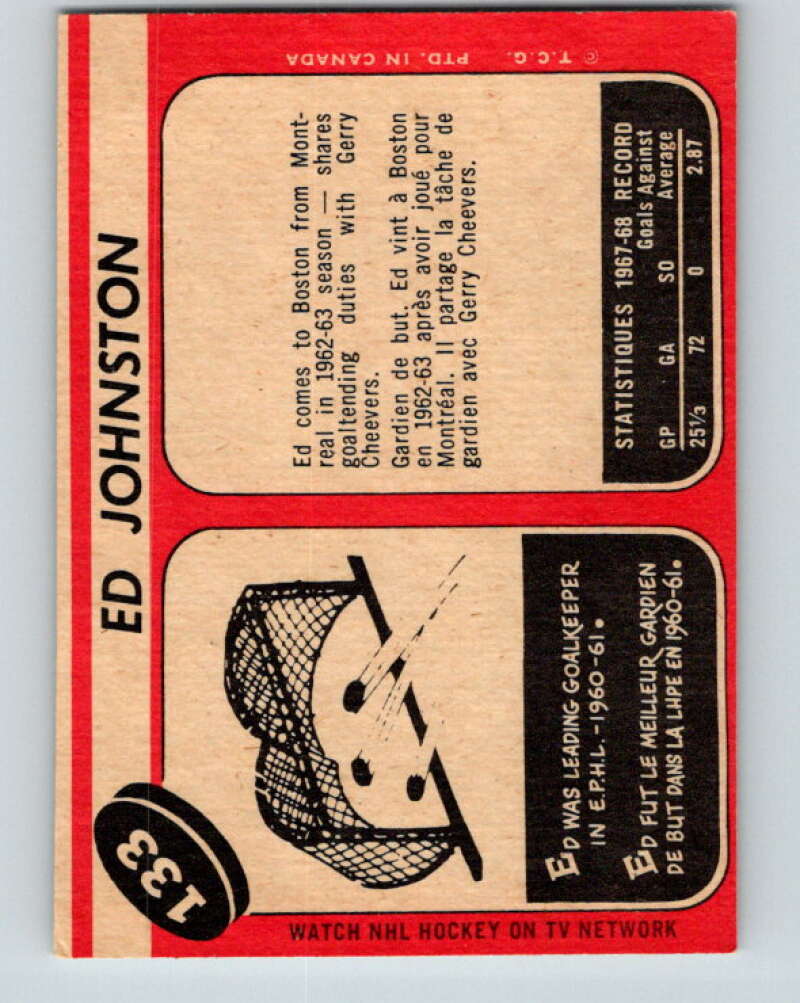 ED JOHNSTON
133
ED WAS LEADING GOALKEEPER
IN E.P.H.L. - 1960-61.
ED FUT LE MEILLEUR GARDIEN
DE BUT DANS LA LHPE EN 1960-61.
Ed comes to Boston from Mont-
real in 1962-63 season — shares
goaltending duties with Gerry
Cheevers.
Gardien de but. Ed vint à Boston
en 1962-63 après avoir joué pour
Montréal. Il partage la tâche de
gardien avec Gerry Cheevers.
STATISTIQUES 1967-68 RECORD
Goals Against
GP GA SO Average
25⅓ 72 0 2.87
WATCH NHL HOCKEY ON TV NETWORK
© T.C.G. PTD. IN CANADA